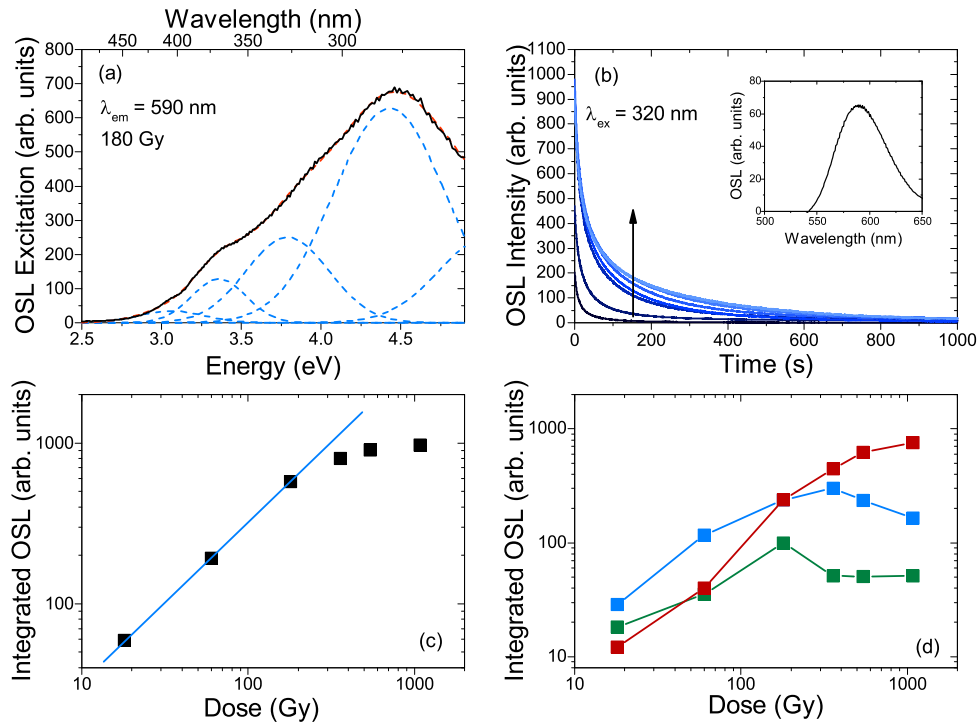 Wavelength (nm)
450 400 350 300
800
700
600
500
400
300
200
100
0
OSL Excitation (arb. units)
(a)
λem = 590 nm
180 Gy
2.5 3.0 3.5 4.0 4.5
Energy (eV)
1100
1000
900
800
700
600
500
400
300
200
100
0
OSL Intensity (arb. units)
(b)
λex = 320 nm
80
60
40
20
0
OSL (arb. units)
500 550 600 650
Wavelength (nm)
0 200 400 600 800 1000
Time (s)
1000
100
Integrated OSL (arb. units)
(c)
10 100 1000
Dose (Gy)
1000
100
10
Integrated OSL (arb. units)
(d)
10 100 1000
Dose (Gy)